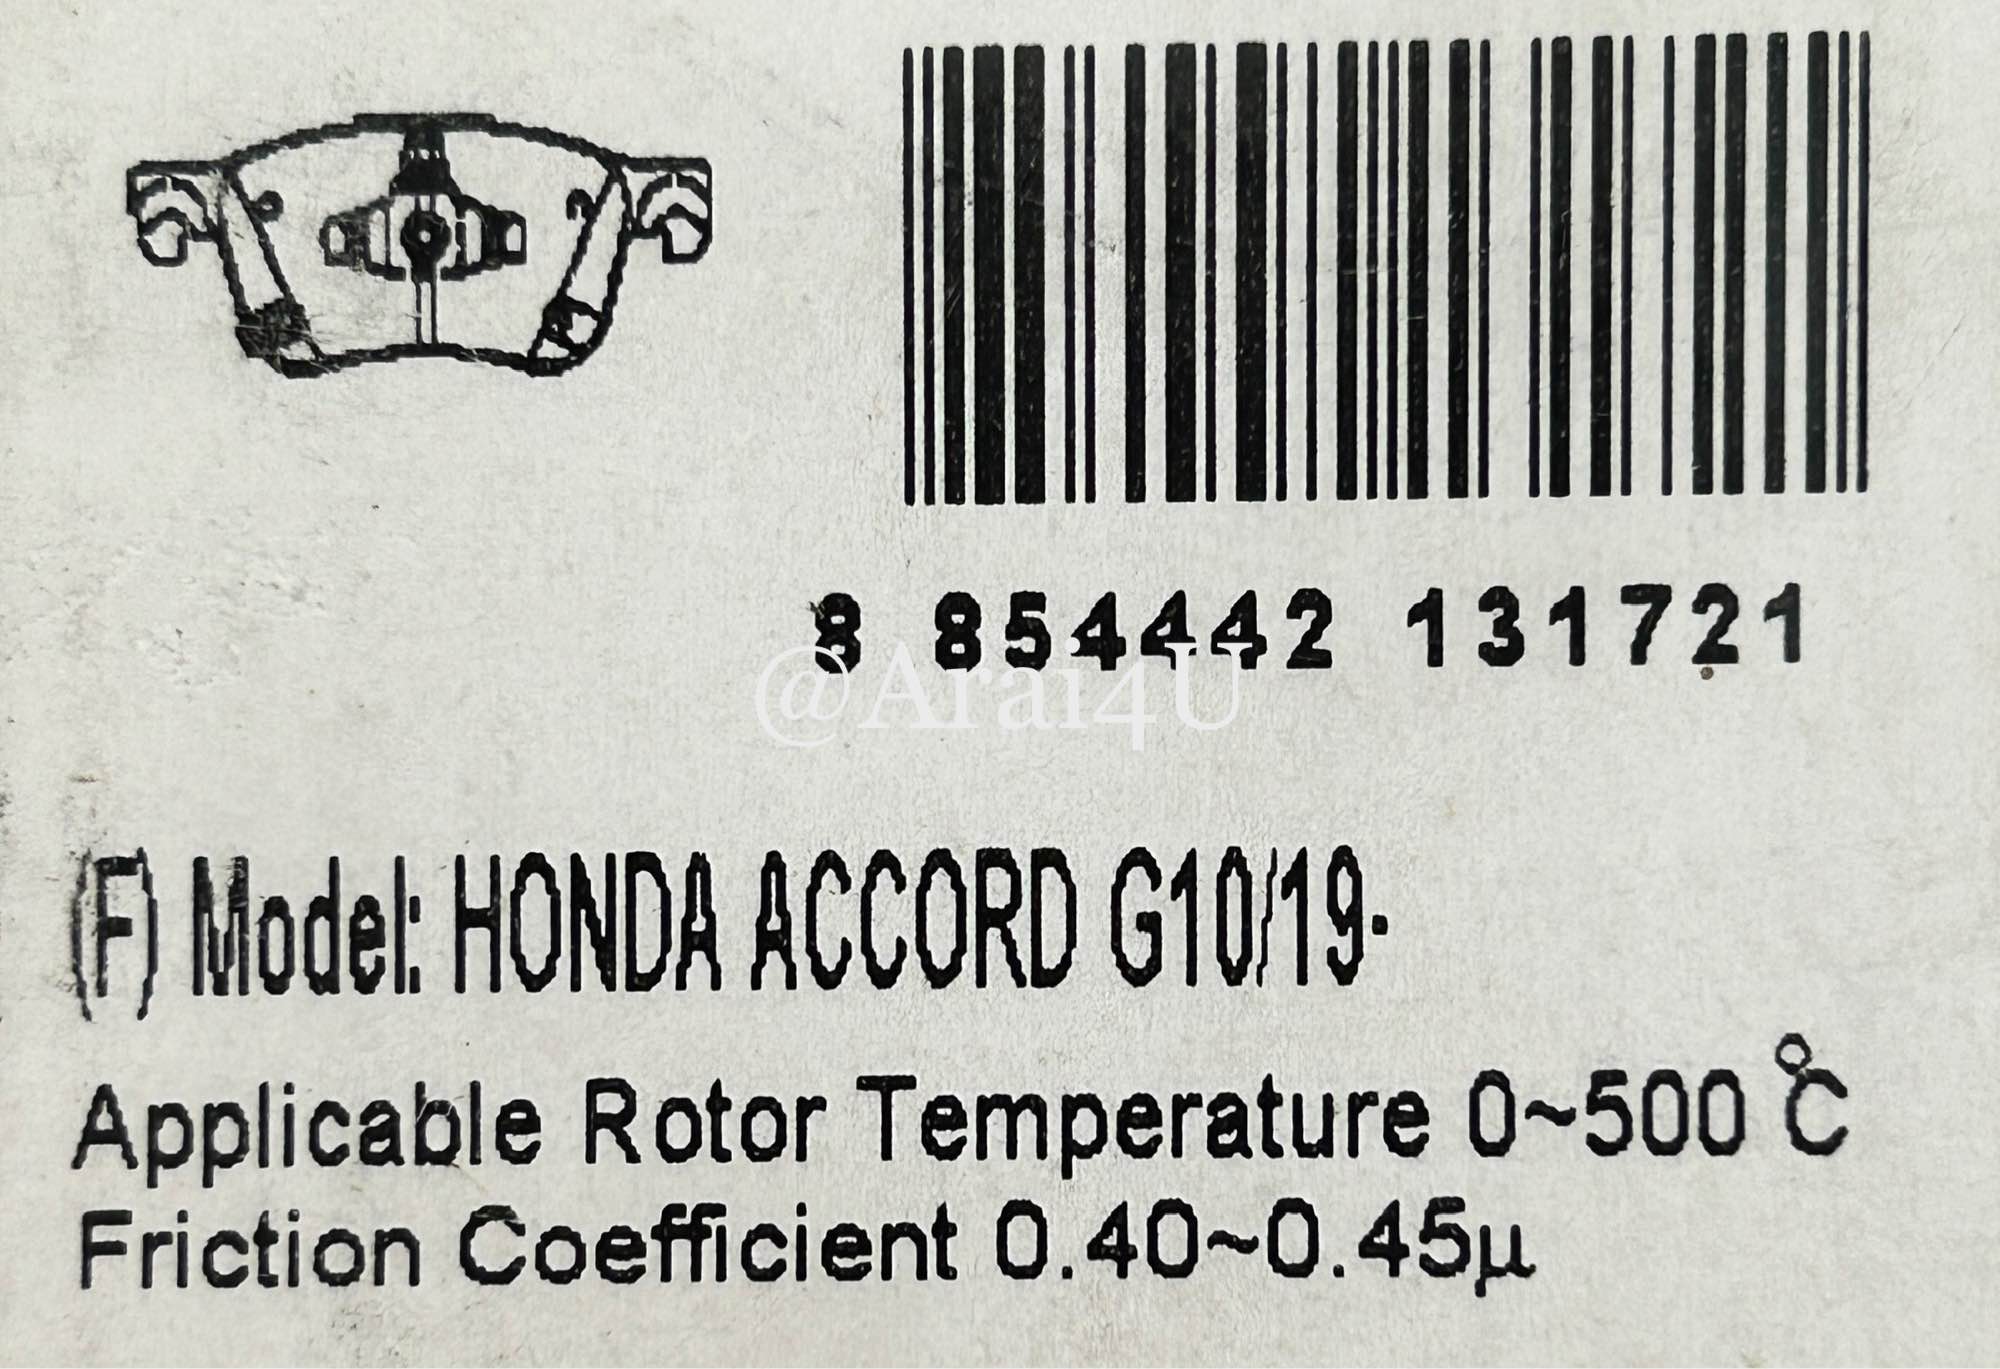 8 854442 131721
@Arai4U
(F) Model: HONDA ACCORD G10/19-
Applicable Rotor Temperature 0~500 ℃
Friction Coefficient 0.40~0.45µ